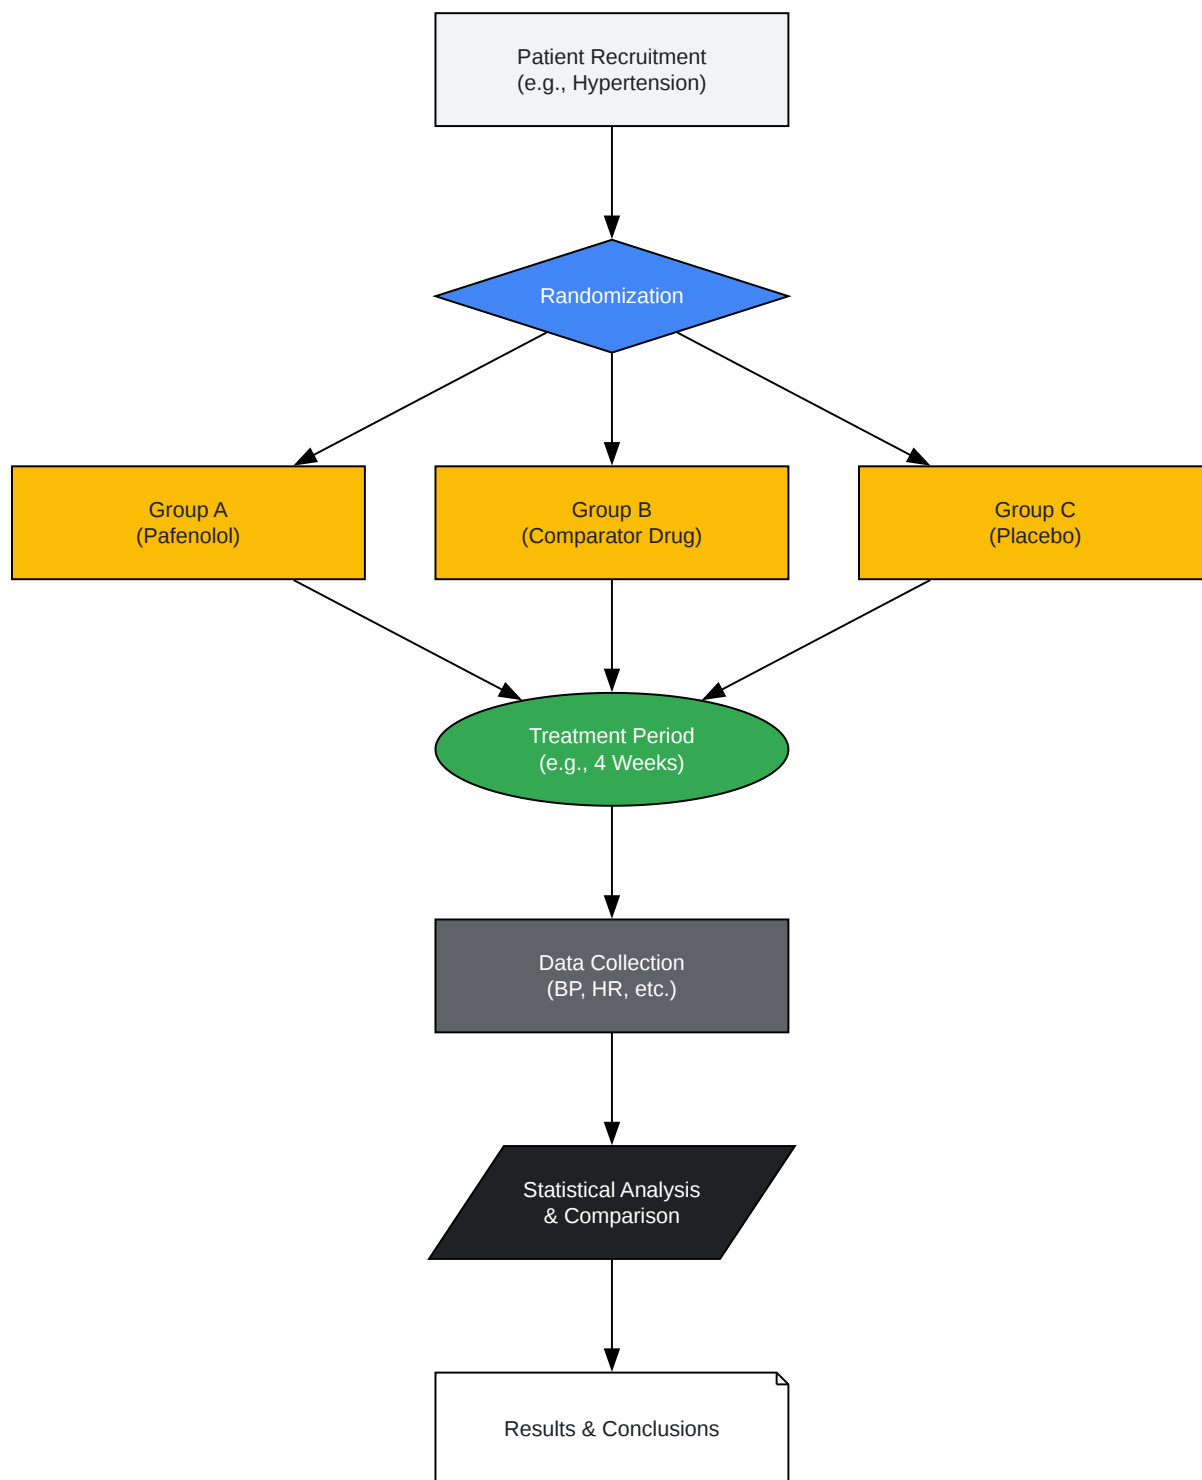 Patient Recruitment
(e.g., Hypertension)
Randomization
Group A
(Pafenolol)
Group B
(Comparator Drug)
Group C
(Placebo)
Treatment Period
(e.g., 4 Weeks)
Data Collection
(BP, HR, etc.)
Statistical Analysis
& Comparison
Results & Conclusions